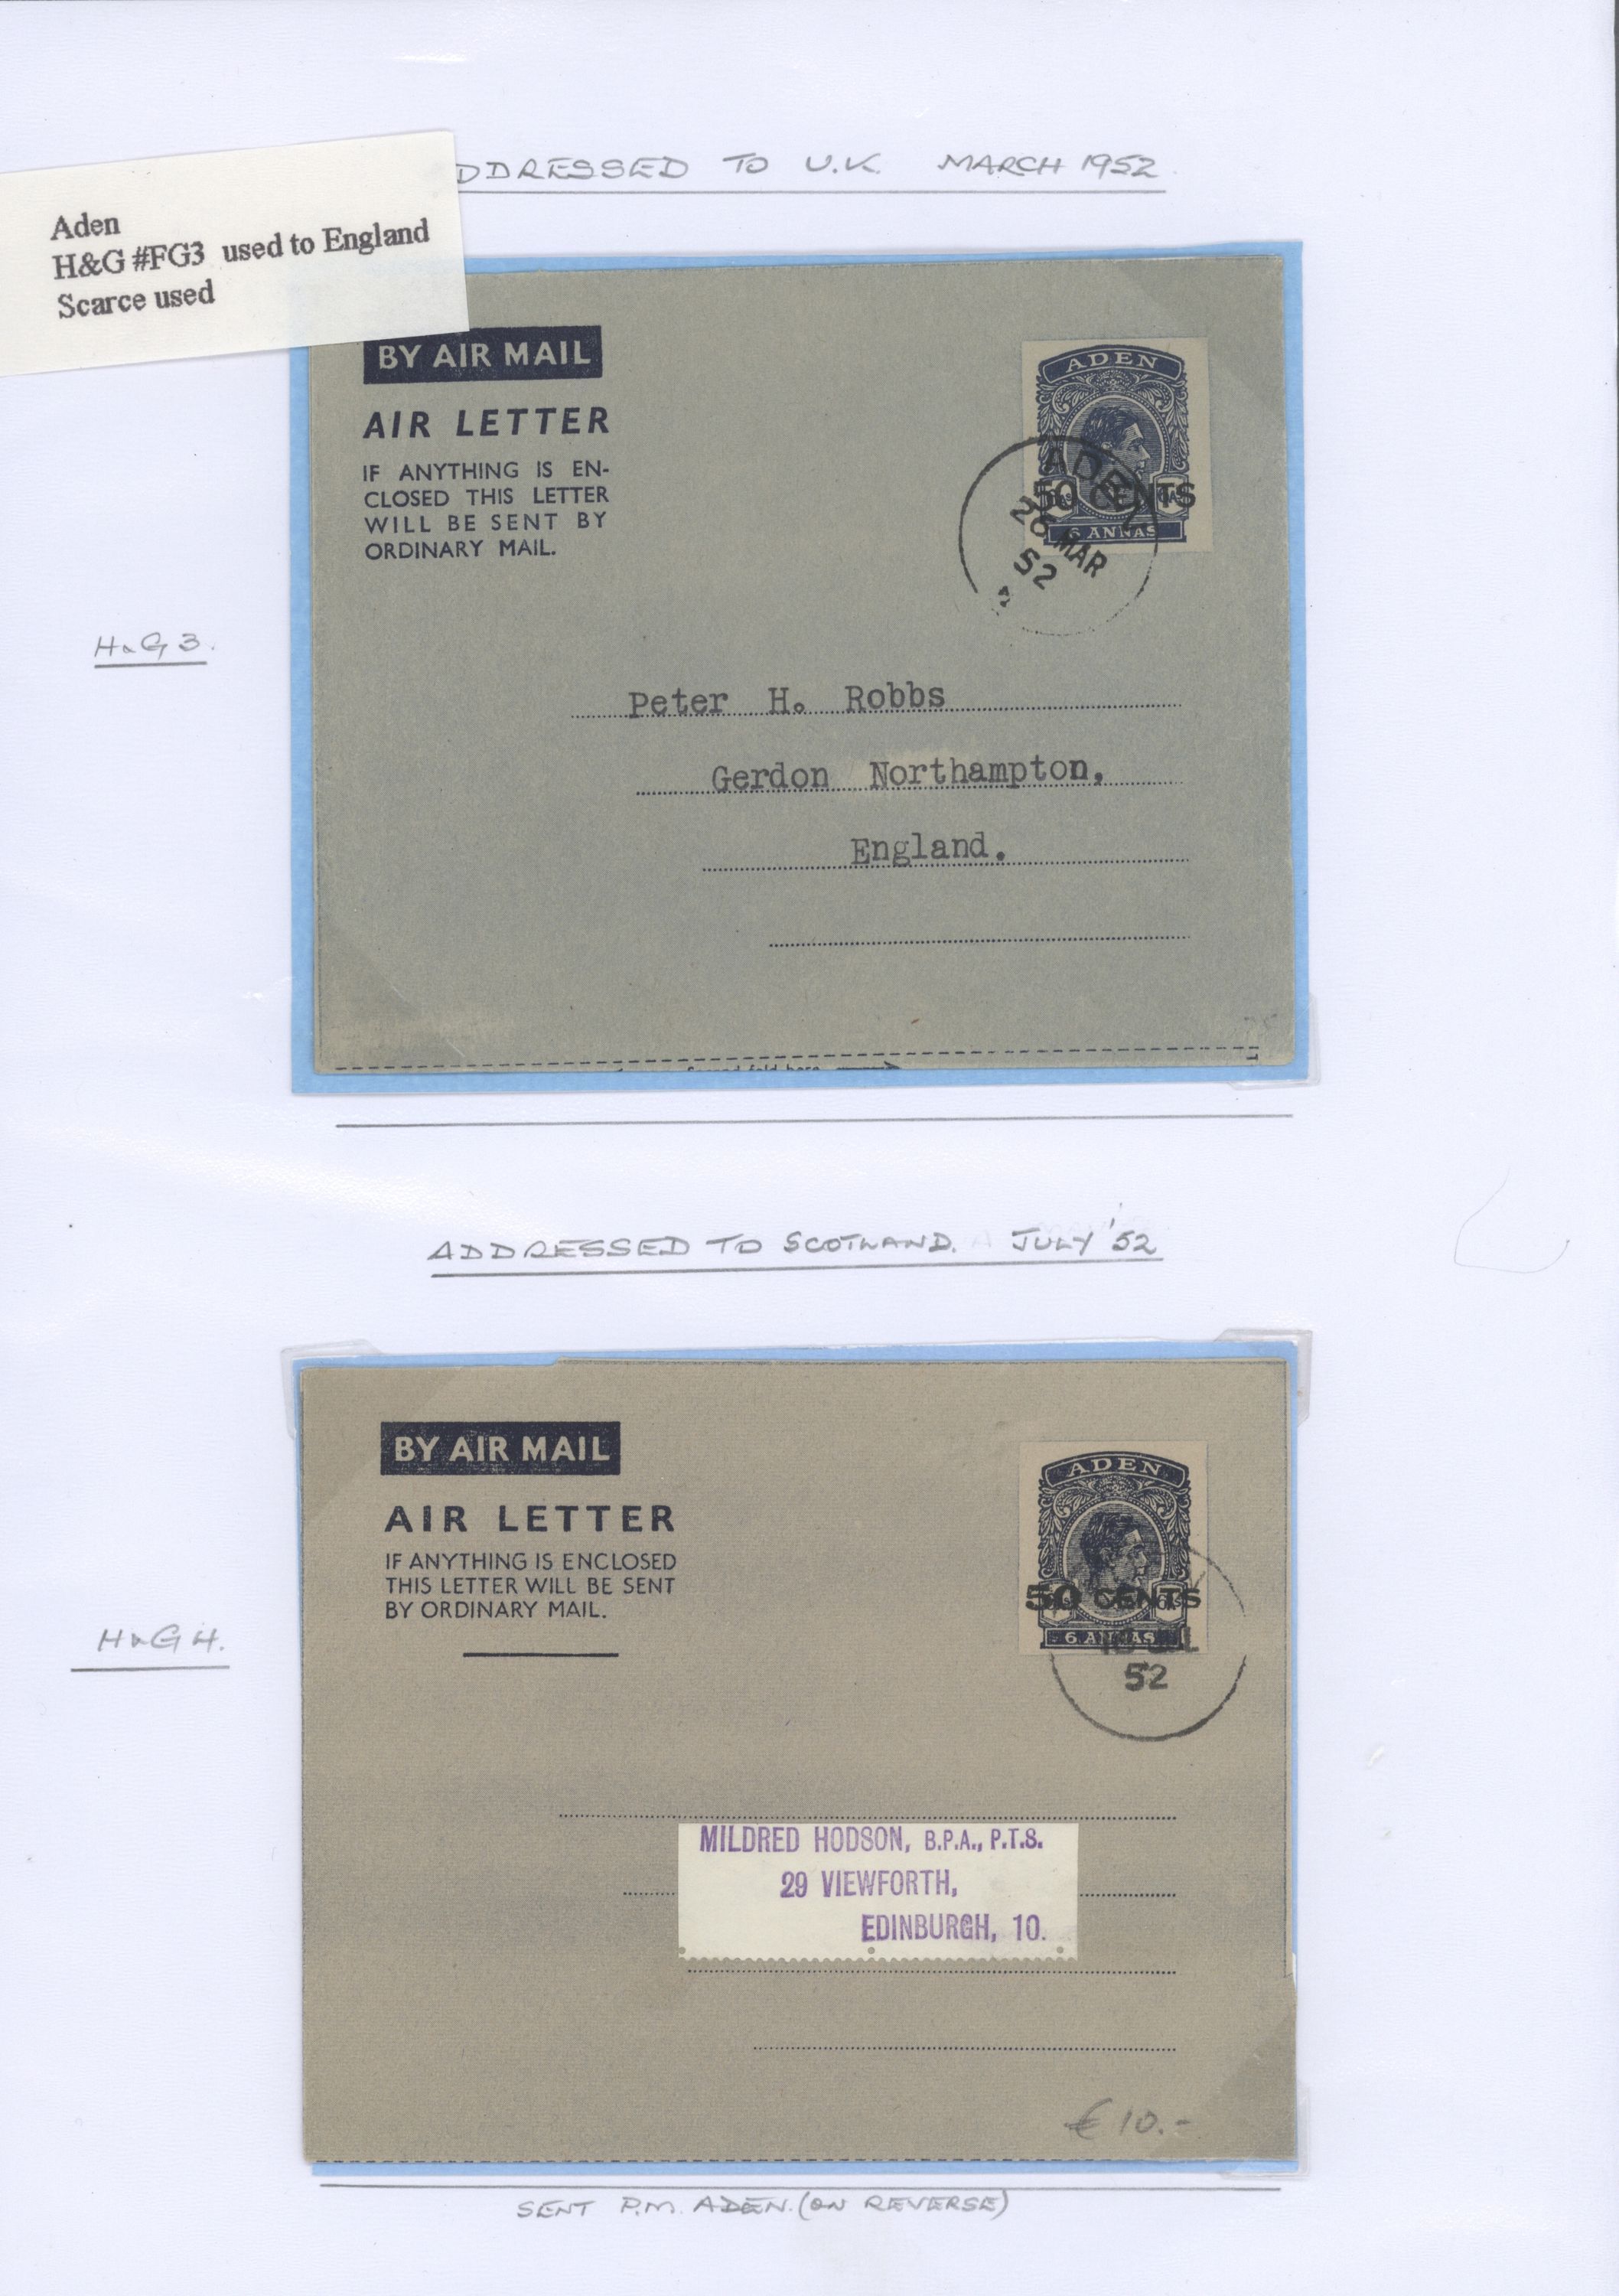 DDRESSED TO U.K. MARCH 1952
Aden
H&G #FG3 used to England
Scarce used
BY AIR MAIL
AIR LETTER
IF ANYTHING IS EN-
CLOSED THIS LETTER
WILL BE SENT BY
ORDINARY MAIL.
ADEN
50 CENTS
6 ANNAS
ADEN
26 MAR
52
H&G 3.
Peter H. Robbs
Gerdon Northampton,
England.
Second fold here
ADDRESSED TO SCOTLAND. JULY '52
BY AIR MAIL
AIR LETTER
IF ANYTHING IS ENCLOSED
THIS LETTER WILL BE SENT
BY ORDINARY MAIL.
ADEN
50 CENTS
6 ANNAS
JUL
52
H&G 4.
MILDRED HODSON, B.P.A., P.T.S.
29 VIEWFORTH,
EDINBURGH, 10.
€ 10.-
SENT P.M. ADEN. (ON REVERSE)